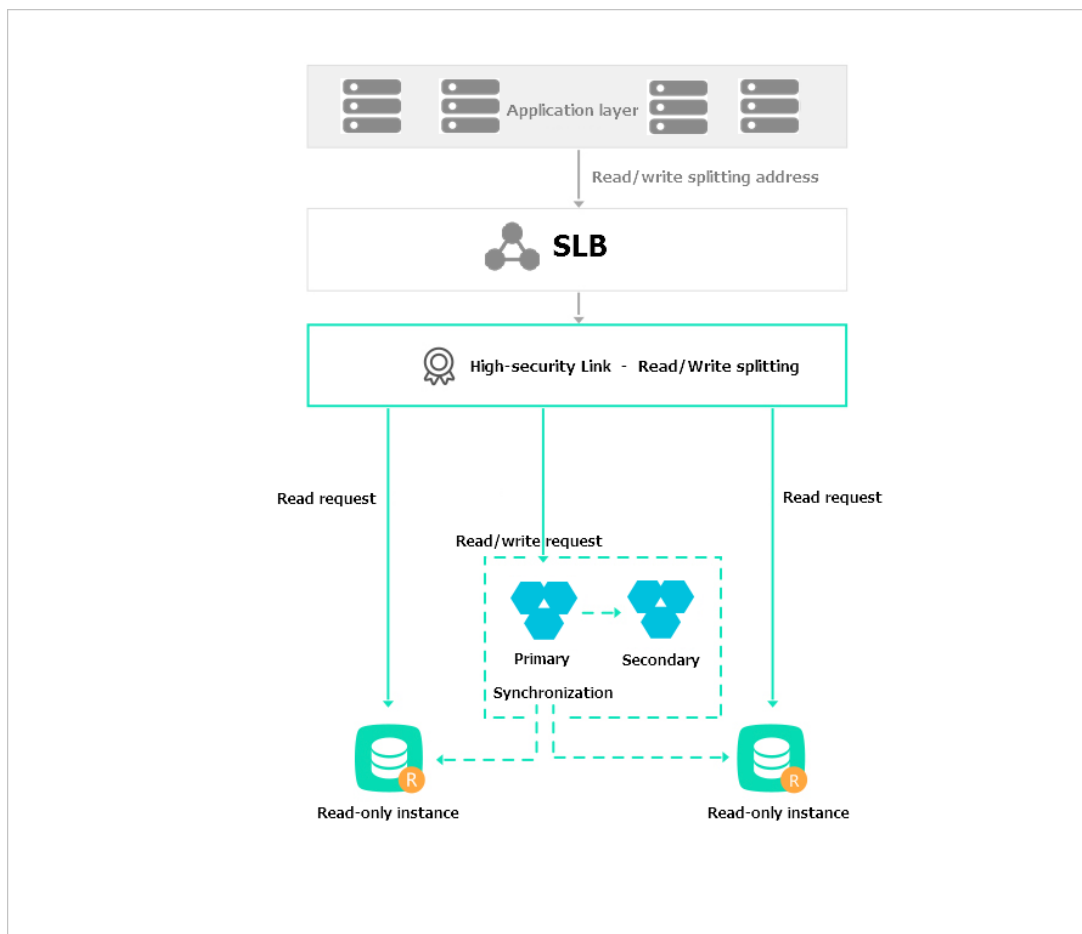 Application layer
Read/write splitting address
SLB
High-security Link - Read/Write splitting
Read request
Read request
Read/write request
Primary
Secondary
Synchronization
R
R
Read-only instance
Read-only instance